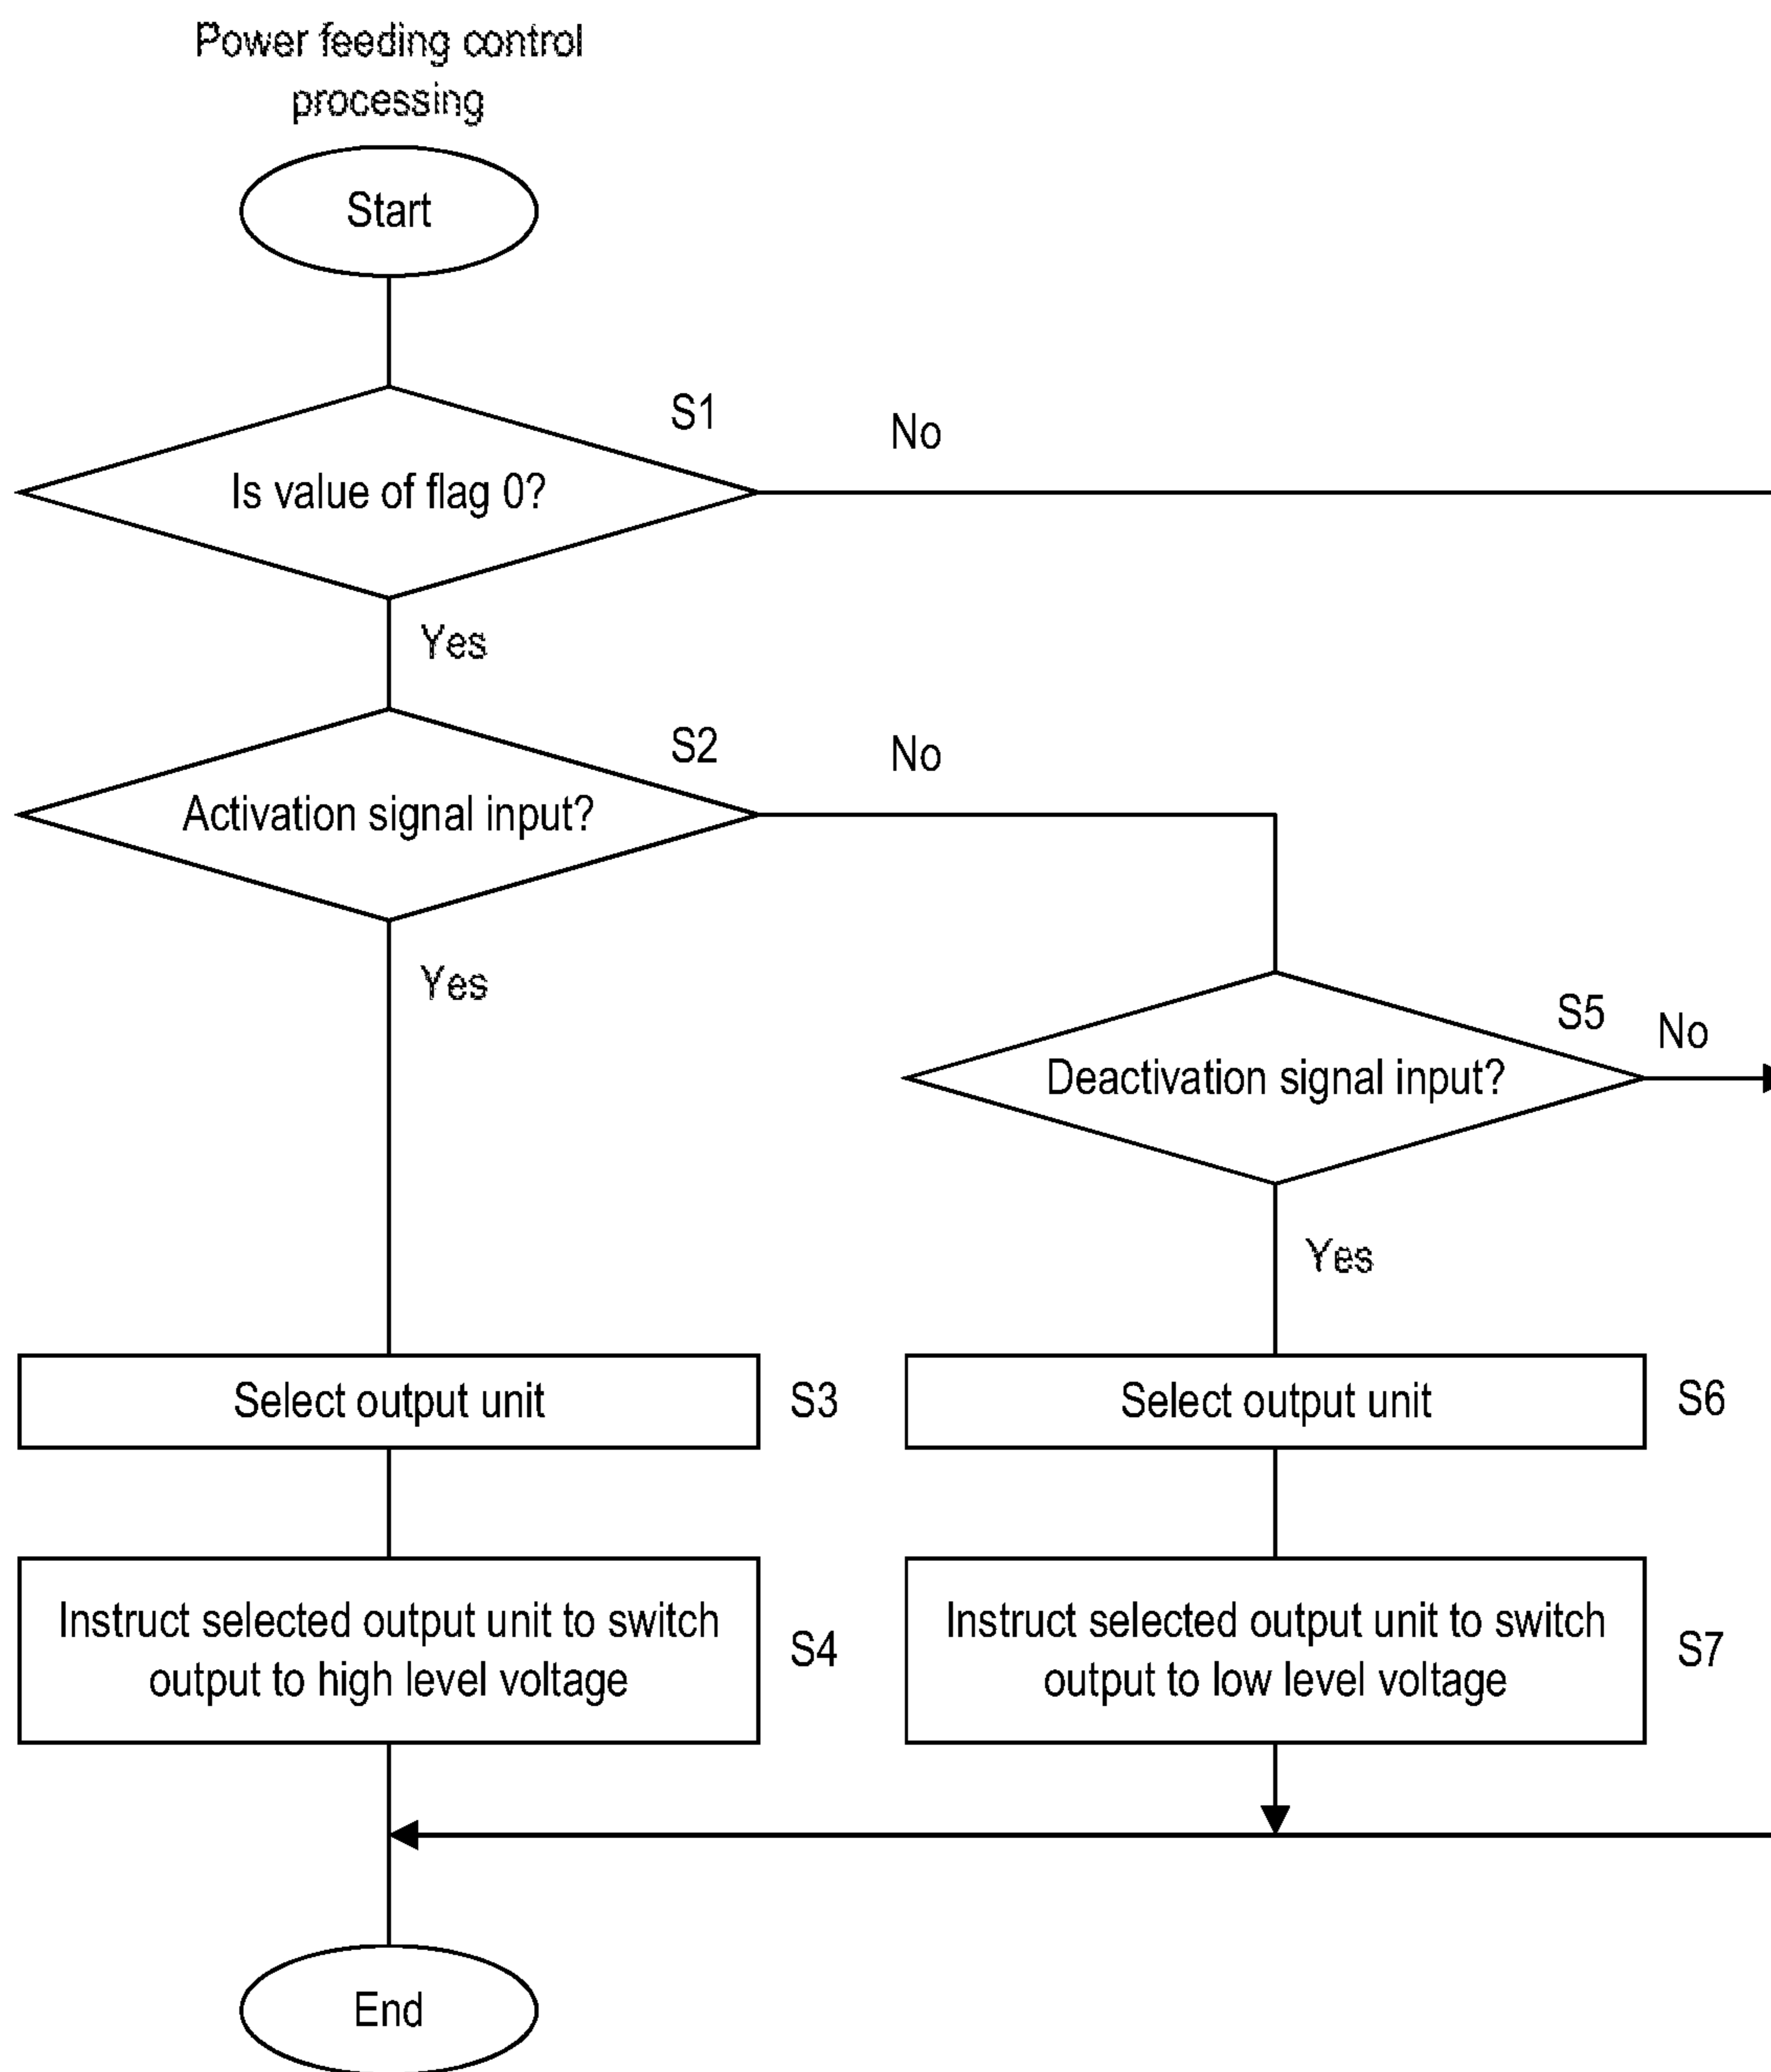 Power feeding control
processing
Start
S1
No
Is value of flag 0?
Yes
S2
No
Activation signal input?
Yes
S5
No
Deactivation signal input?
Yes
Select output unit
S3
Select output unit
S6
Instruct selected output unit to switch
output to high level voltage
S4
Instruct selected output unit to switch
output to low level voltage
S7
End